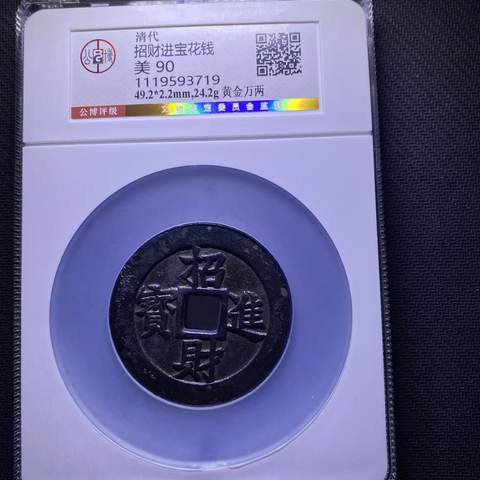 清代
招财进宝花钱
美 90
1119593719
49.2*2.2mm,24.2g 黄金万两
公博评级
招
寶 進
財